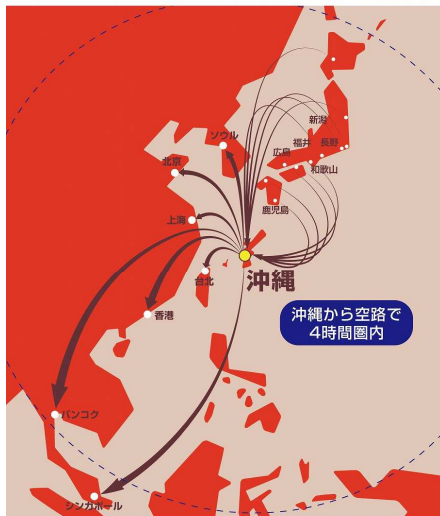 新潟
ソウル
福井
長野
広島
北京
和歌山
鹿児島
上海
沖縄
台北
沖縄から空路で
4時間圏内
香港
バンコク
シンガポール